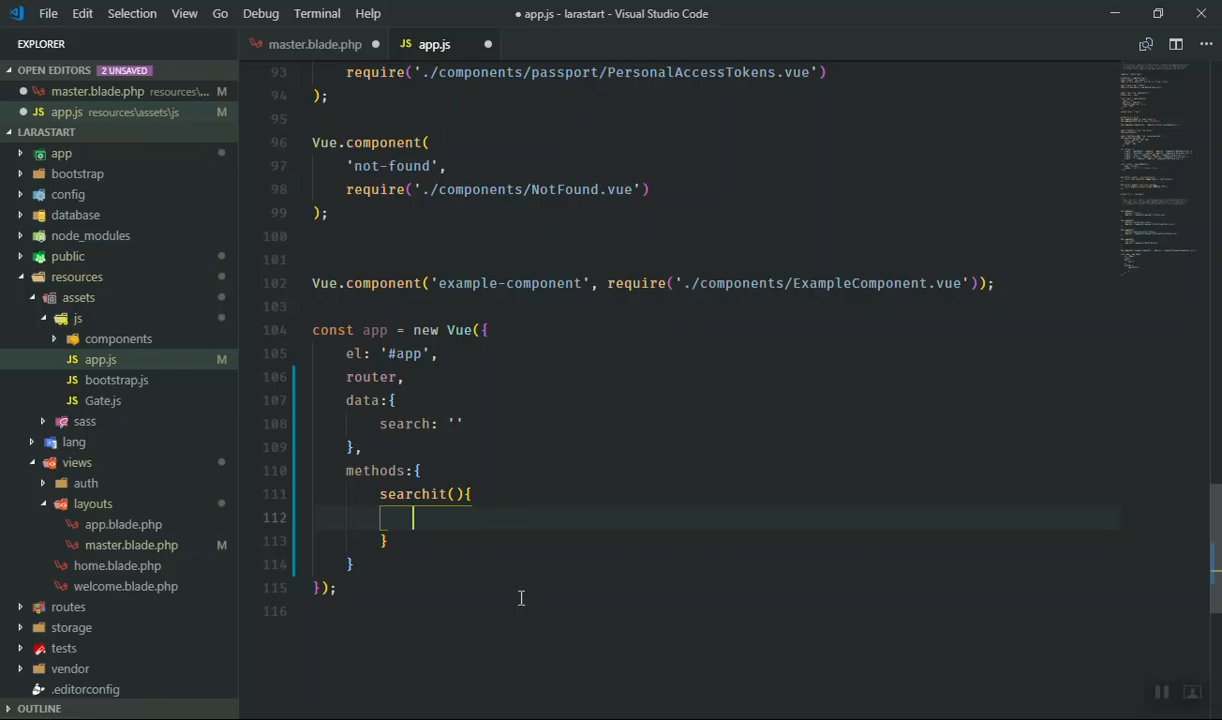 File Edit Selection View Go Debug Terminal Help
● app.js - larastart - Visual Studio Code
EXPLORER
OPEN EDITORS 2 UNSAVED
master.blade.php resources\... M
JS app.js resources\assets\js M
LARASTART
app
bootstrap
config
database
node_modules
public
resources
assets
js
components
JS app.js M
JS bootstrap.js
JS Gate.js
sass
lang
views
auth
layouts
app.blade.php
master.blade.php M
home.blade.php
welcome.blade.php
routes
storage
tests
vendor
.editorconfig
OUTLINE
master.blade.php
JS app.js
93 require('./components/passport/PersonalAccessTokens.vue')
94 );
95
96 Vue.component(
97 'not-found',
98 require('./components/NotFound.vue')
99 );
100
101
102 Vue.component('example-component', require('./components/ExampleComponent.vue'));
103
104 const app = new Vue({
105 el: '#app',
106 router,
107 data:{
108 search: ''
109 },
110 methods:{
111 searchit(){
112
113 }
114 }
115 });
116